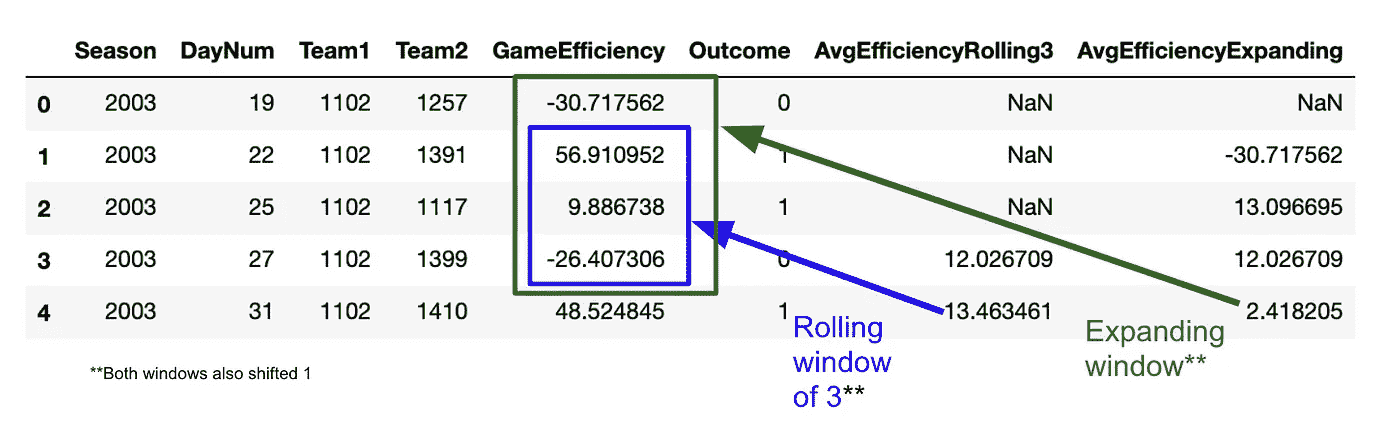 Season DayNum Team1 Team2 GameEfficiency Outcome AvgEfficiencyRolling3 AvgEfficiencyExpanding
0 2003 19 1102 1257 -30.717562 0 NaN NaN
1 2003 22 1102 1391 56.910952 1 NaN -30.717562
2 2003 25 1102 1117 9.886738 1 NaN 13.096695
3 2003 27 1102 1399 -26.407306 0 12.026709 12.026709
4 2003 31 1102 1410 48.524845 1 13.463461 2.418205
Rolling
window
of 3**
Expanding
window**
**Both windows also shifted 1